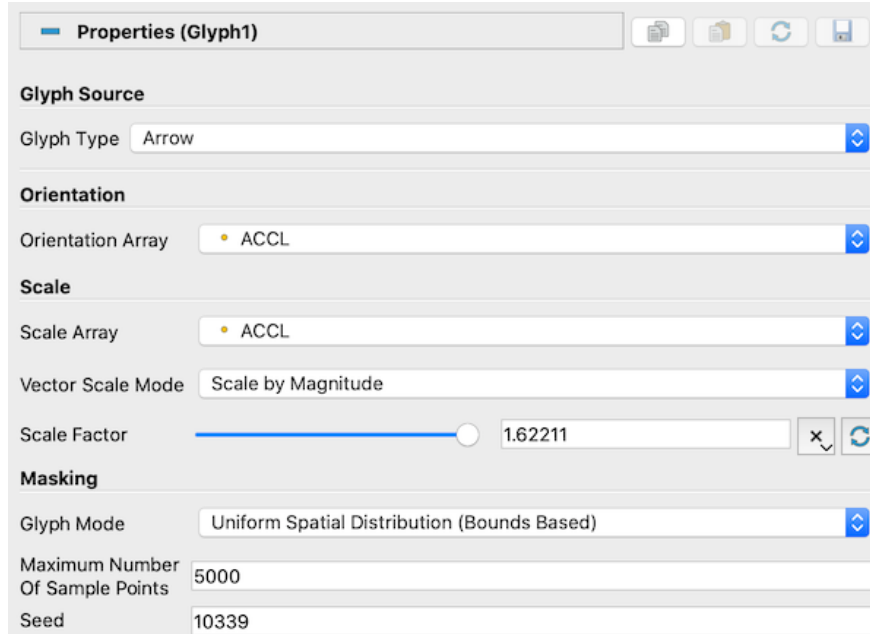 Properties (Glyph1)
Glyph Source
Glyph Type Arrow
Orientation
Orientation Array ACCL
Scale
Scale Array ACCL
Vector Scale Mode Scale by Magnitude
Scale Factor 1.62211
Masking
Glyph Mode Uniform Spatial Distribution (Bounds Based)
Maximum Number
Of Sample Points 5000
Seed 10339